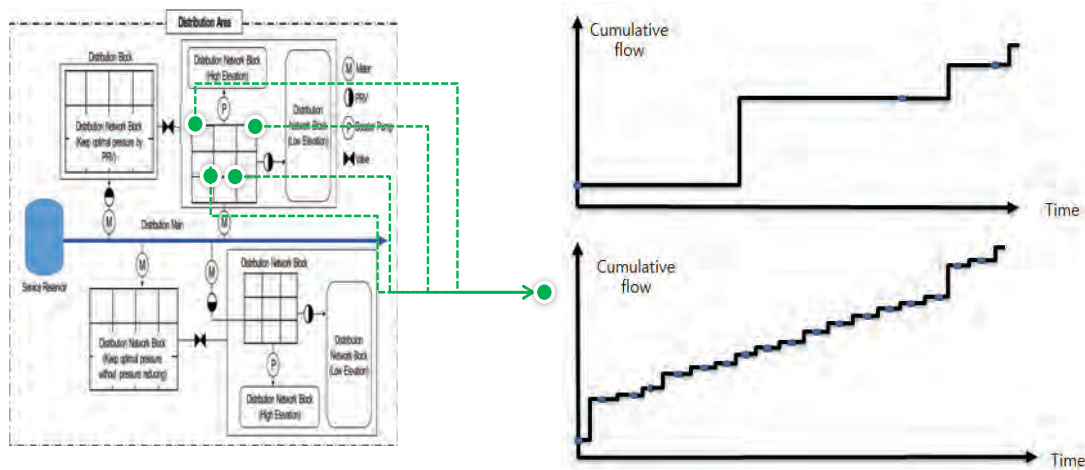 Distribution Area
Distribution Block
Distribution Network Block
(High Elevation)
M
Meter
PRV
P
Booster Pump
Valve
P
Distribution
Network Block
(Low Elevation)
Distribution Network Block
(Keep optimal pressure by
PRV)
M
M
Distribution Main
Service Reservoir
M
M
Distribution Network Block
Distribution Network Block
(Keep optimal pressure
without pressure reducing)
P
Distribution
Network Block
(Low Elevation)
Distribution Network Block
(High Elevation)
Cumulative
flow
Time
Cumulative
flow
Time